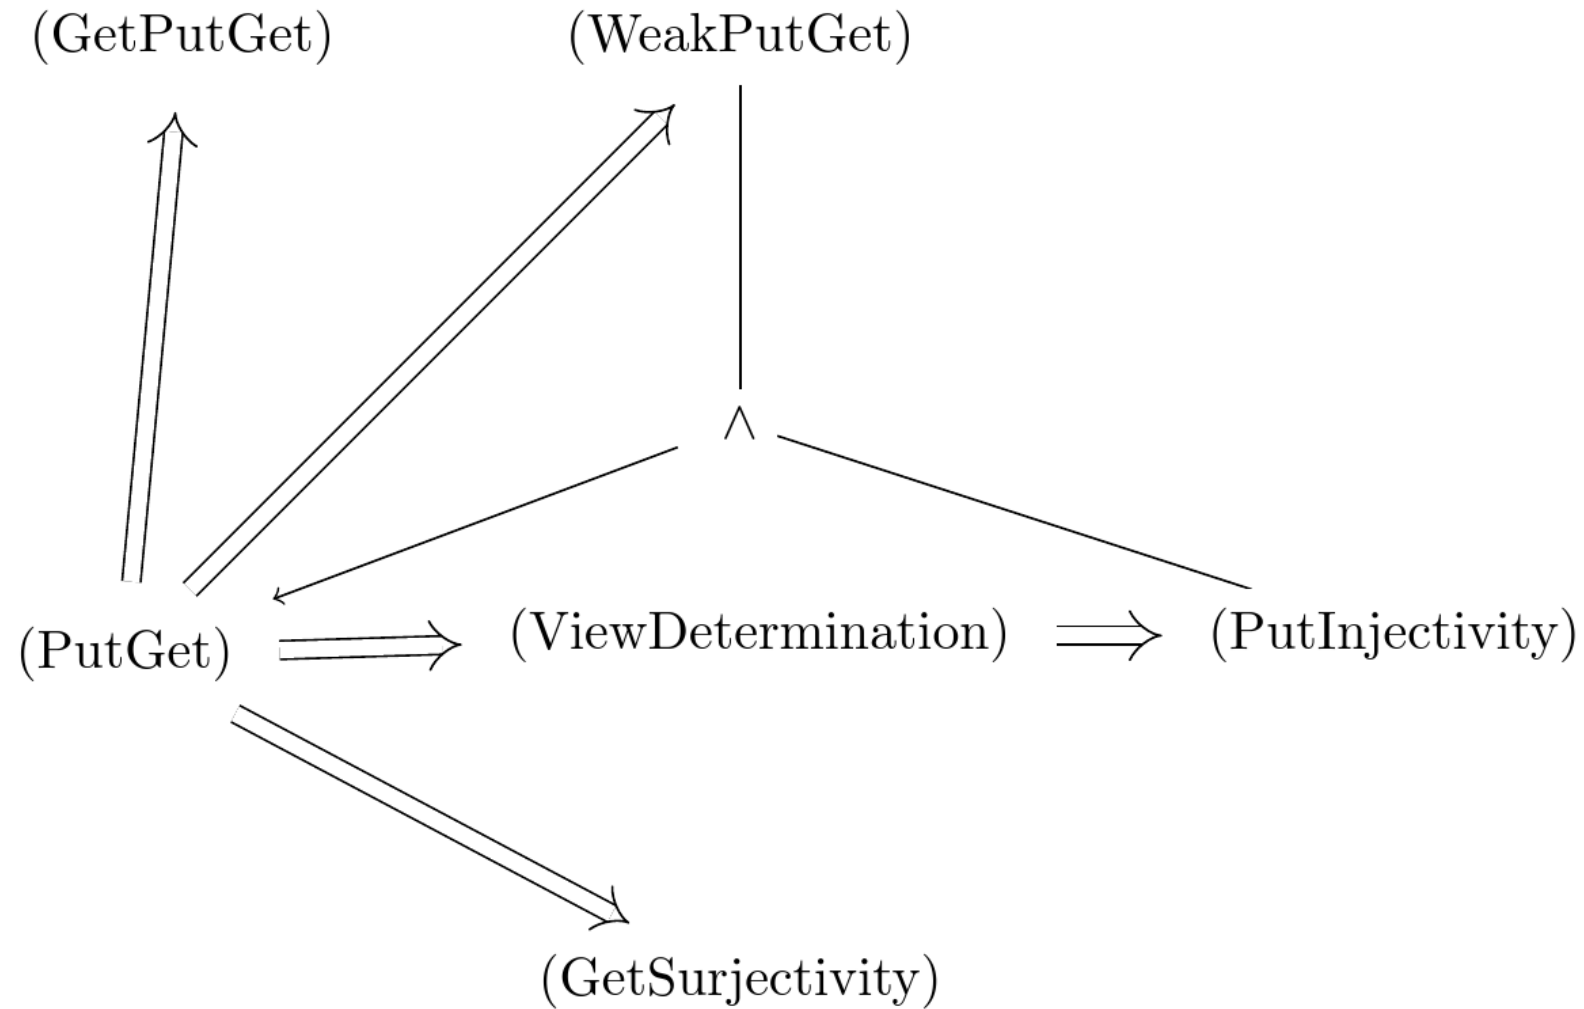 (GetPutGet)
(WeakPutGet)
∧
(PutGet)
(ViewDetermination)
(PutInjectivity)
(GetSurjectivity)